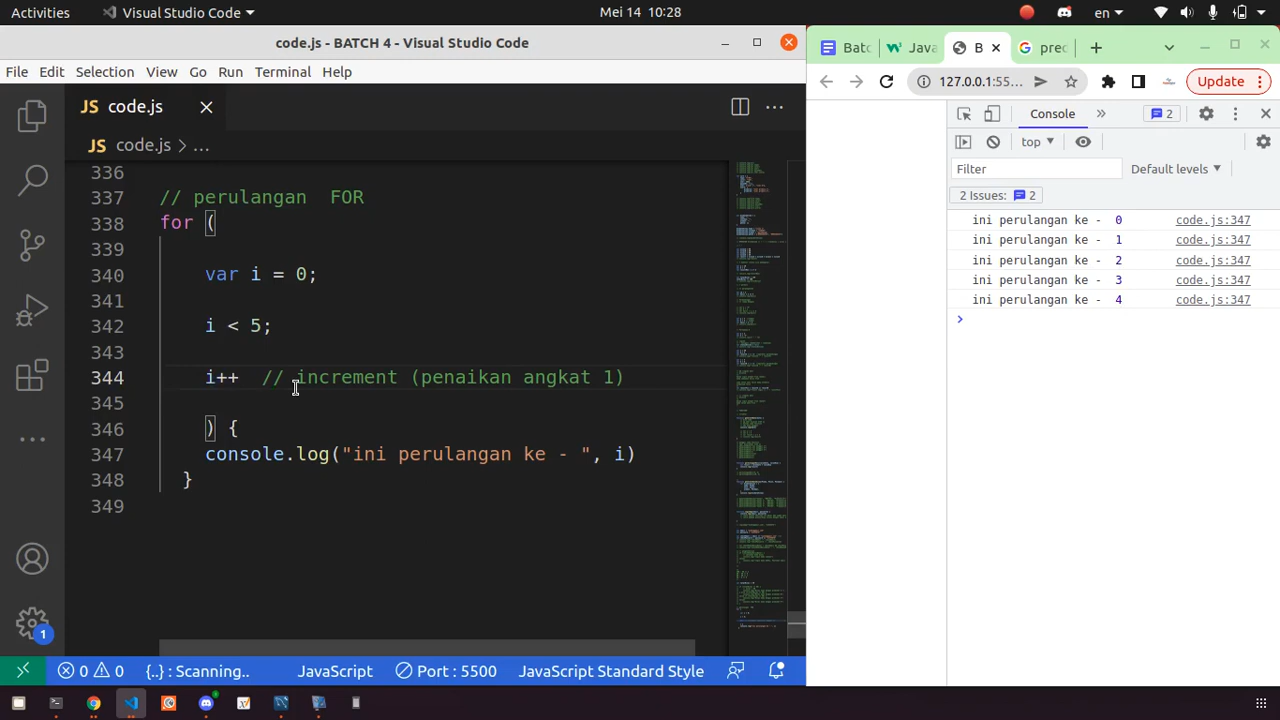 Activities Visual Studio Code Mei 14 10:28 en
code.js - BATCH 4 - Visual Studio Code
File Edit Selection View Go Run Terminal Help
JS code.js
JS code.js > ...
336
337 // perulangan  FOR
338 for (
339
340 var i = 0;
341
342 i < 5;
343
344 i++  // increment (penaikan angkat 1)
345
346 ) {
347 console.log("ini perulangan ke - ", i)
348 }
349
1
0 0 {..} : Scanning... JavaScript Port : 5500 JavaScript Standard Style
Batc Java B prec
127.0.0.1:55... Update
Console » 2
top
Filter Default levels
2 Issues: 2
ini perulangan ke -  0 code.js:347
ini perulangan ke -  1 code.js:347
ini perulangan ke -  2 code.js:347
ini perulangan ke -  3 code.js:347
ini perulangan ke -  4 code.js:347
>